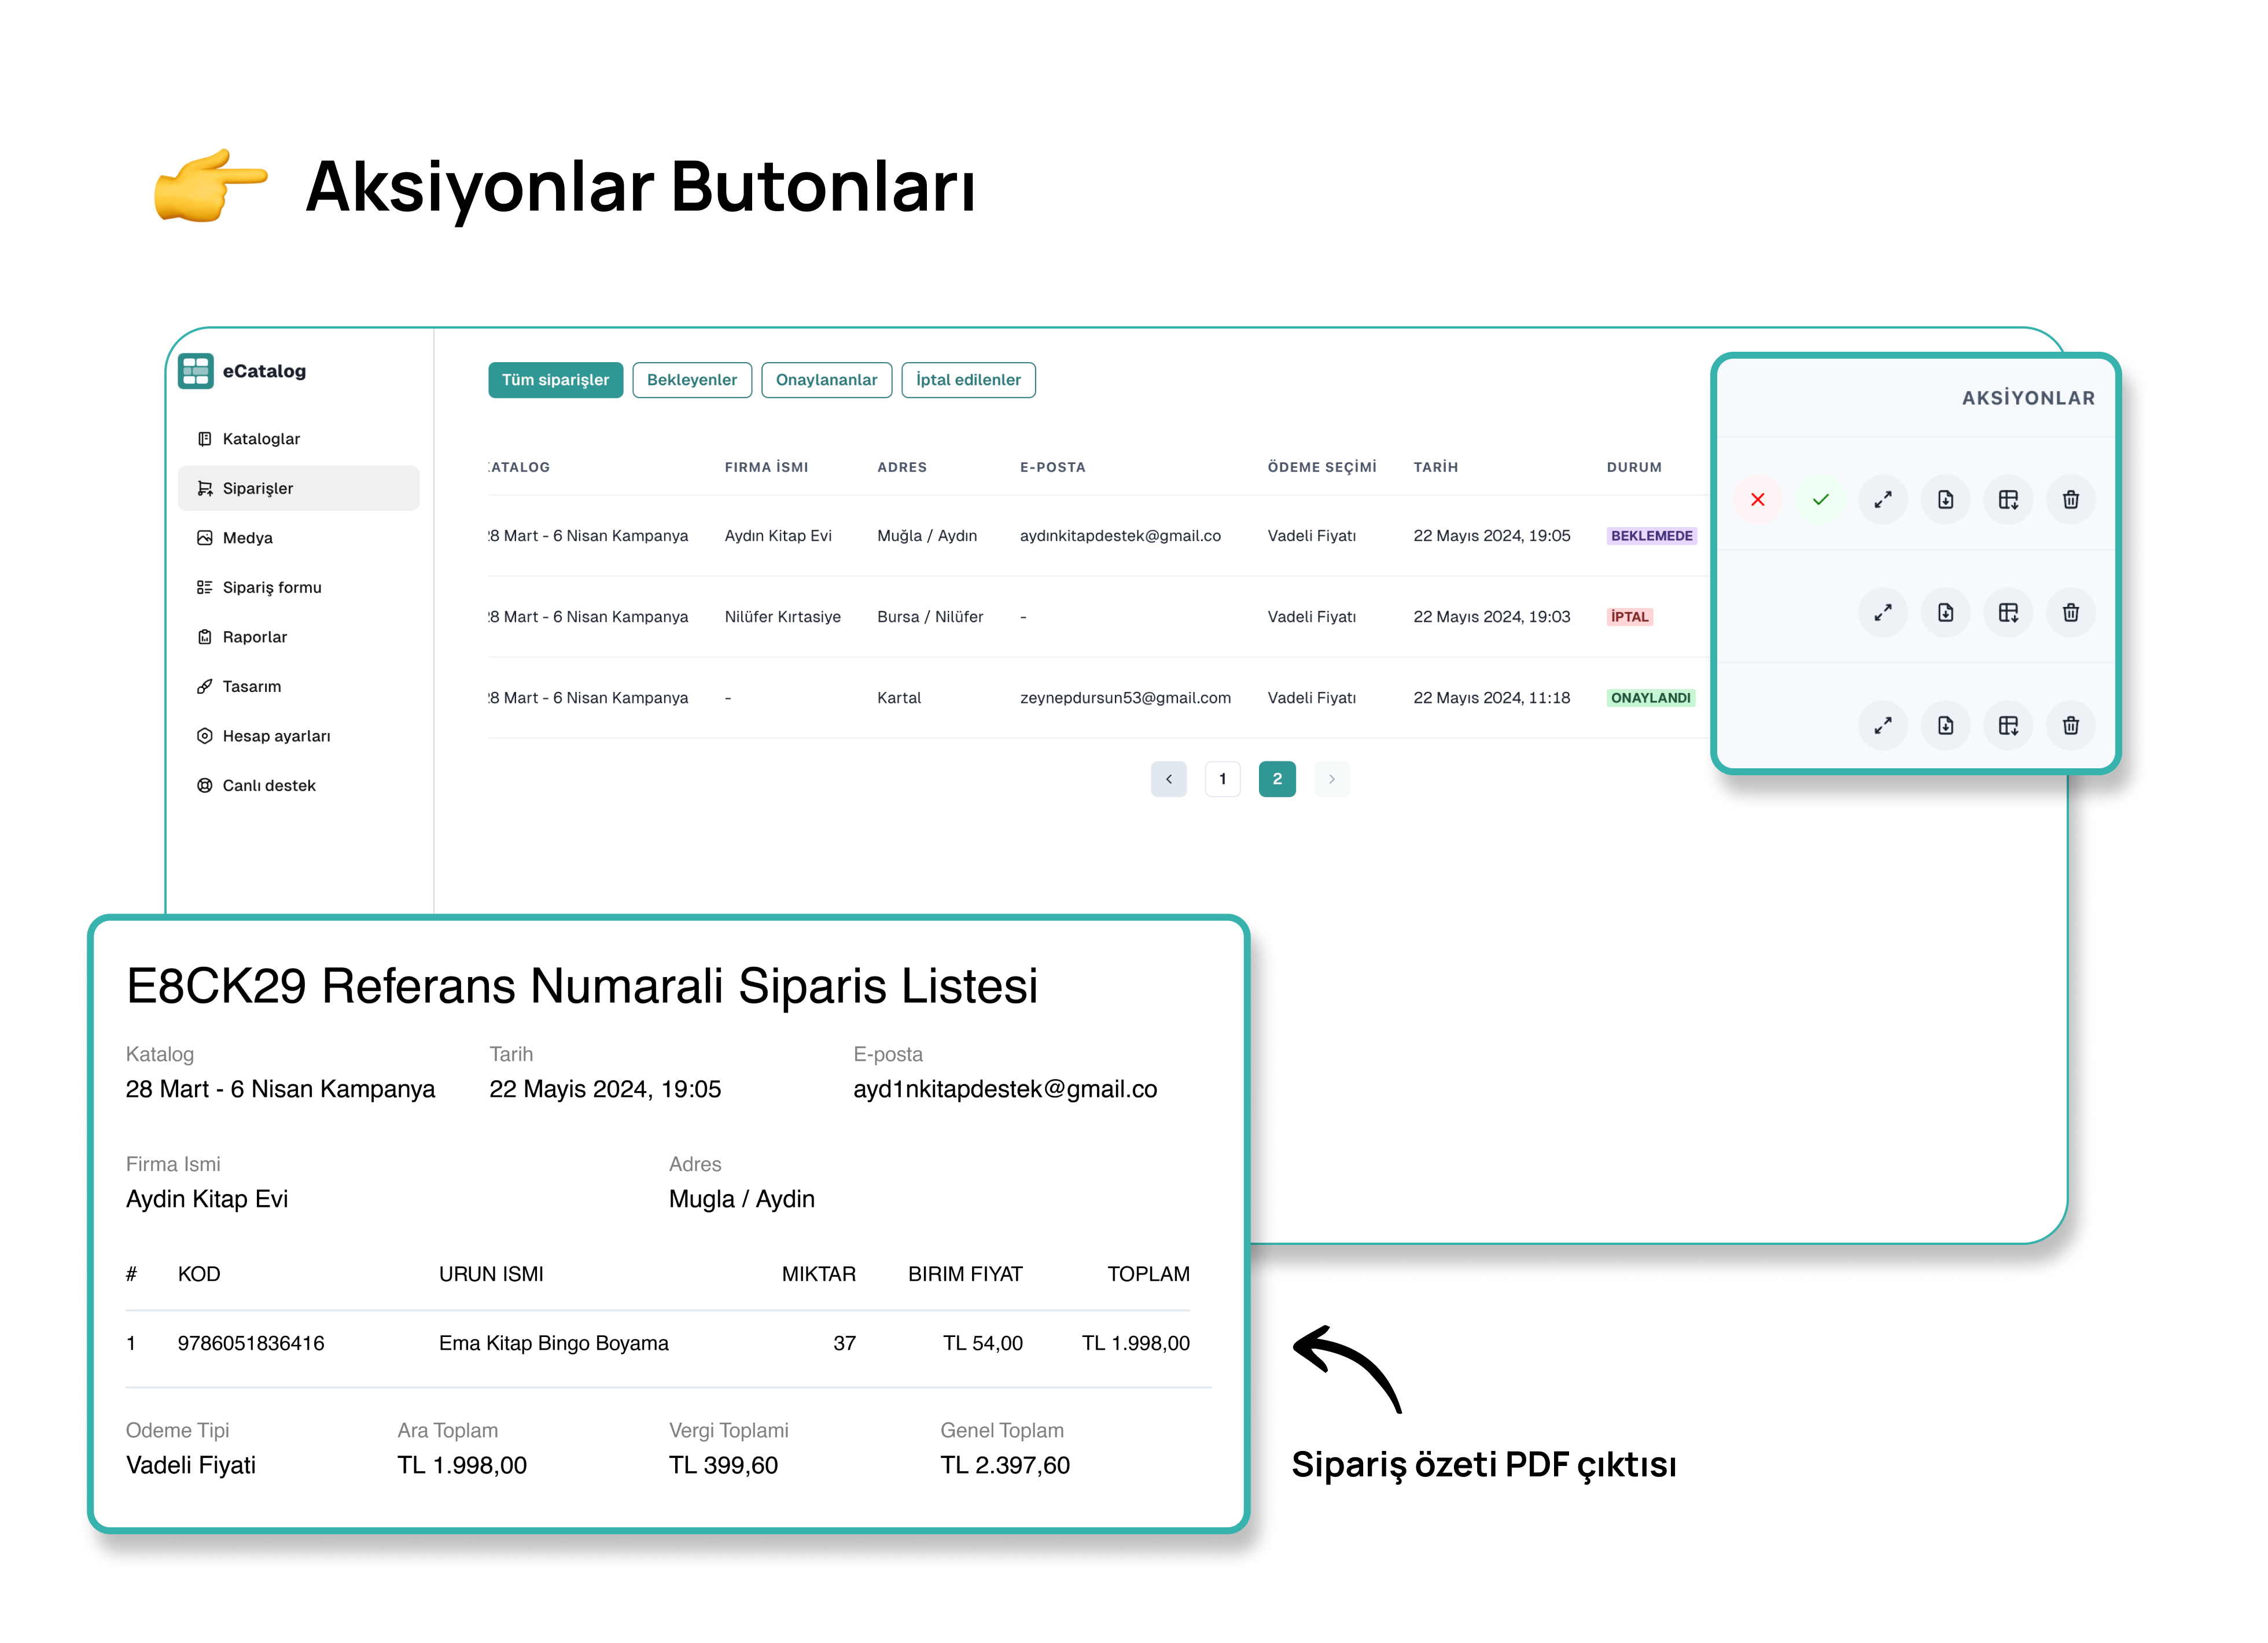 Aksiyonlar Butonları
eCatalog
Kataloglar
Siparişler
Medya
Sipariş formu
Raporlar
Tasarım
Hesap ayarları
Canlı destek
Tüm siparişler Bekleyenler Onaylananlar İptal edilenler
ATALOG FIRMA İSMI ADRES E-POSTA ÖDEME SEÇİMİ TARİH DURUM
8 Mart - 6 Nisan Kampanya Aydın Kitap Evi Muğla / Aydın aydınkitapdestek@gmail.co Vadeli Fiyatı 22 Mayıs 2024, 19:05 BEKLEMEDE
8 Mart - 6 Nisan Kampanya Nilüfer Kırtasiye Bursa / Nilüfer - Vadeli Fiyatı 22 Mayıs 2024, 19:03 İPTAL
8 Mart - 6 Nisan Kampanya - Kartal zeynepdursun53@gmail.com Vadeli Fiyatı 22 Mayıs 2024, 11:18 ONAYLANDI
1 2
AKSİYONLAR
E8CK29 Referans Numarali Siparis Listesi
Katalog Tarih E-posta
28 Mart - 6 Nisan Kampanya 22 Mayis 2024, 19:05 ayd1nkitapdestek@gmail.co
Firma Ismi Adres
Aydin Kitap Evi Mugla / Aydin
# KOD URUN ISMI MIKTAR BIRIM FIYAT TOPLAM
1 9786051836416 Ema Kitap Bingo Boyama 37 TL 54,00 TL 1.998,00
Odeme Tipi Ara Toplam Vergi Toplami Genel Toplam
Vadeli Fiyati TL 1.998,00 TL 399,60 TL 2.397,60
Sipariş özeti PDF çıktısı